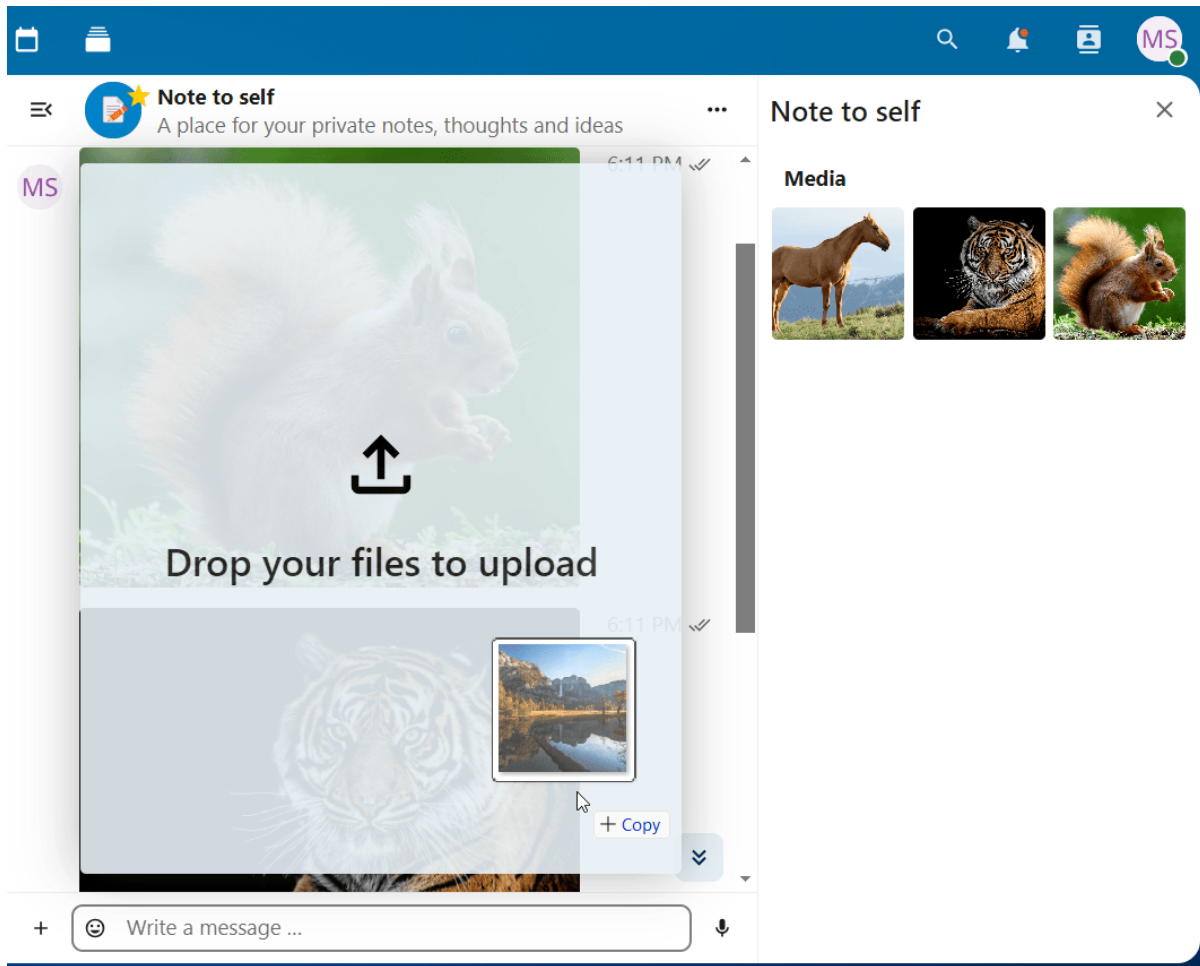 MS
Note to self
A place for your private notes, thoughts and ideas
Note to self
Media
MS
6:11 PM
Drop your files to upload
6:11 PM
Copy
Write a message ...